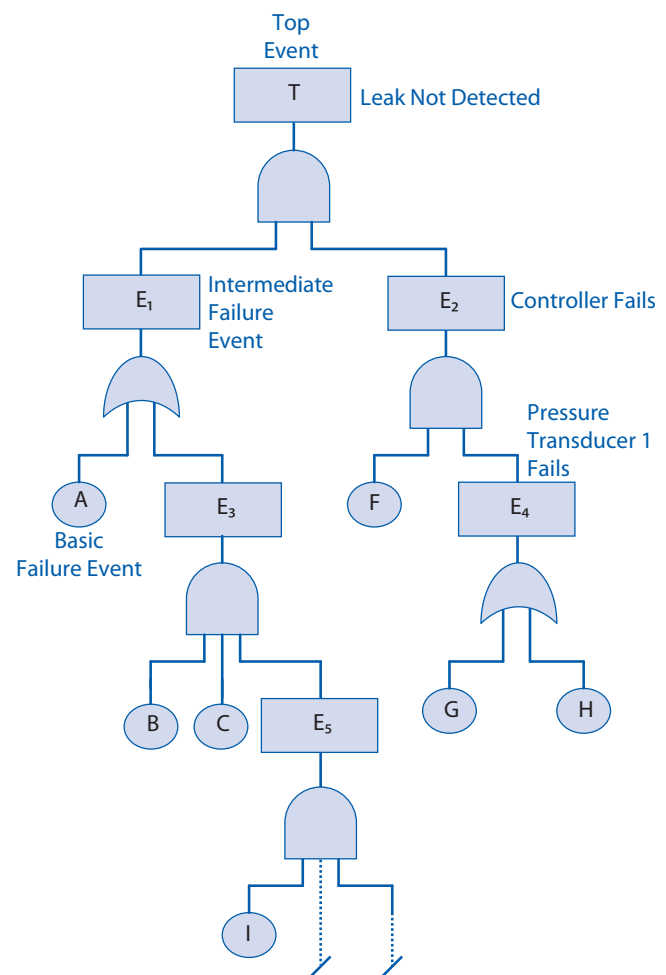 Top
Event
T
Leak Not Detected
E₁
Intermediate
Failure
Event
E₂
Controller Fails
Pressure
Transducer 1
Fails
A
Basic
Failure Event
E₃
F
E₄
B
C
E₅
G
H
I